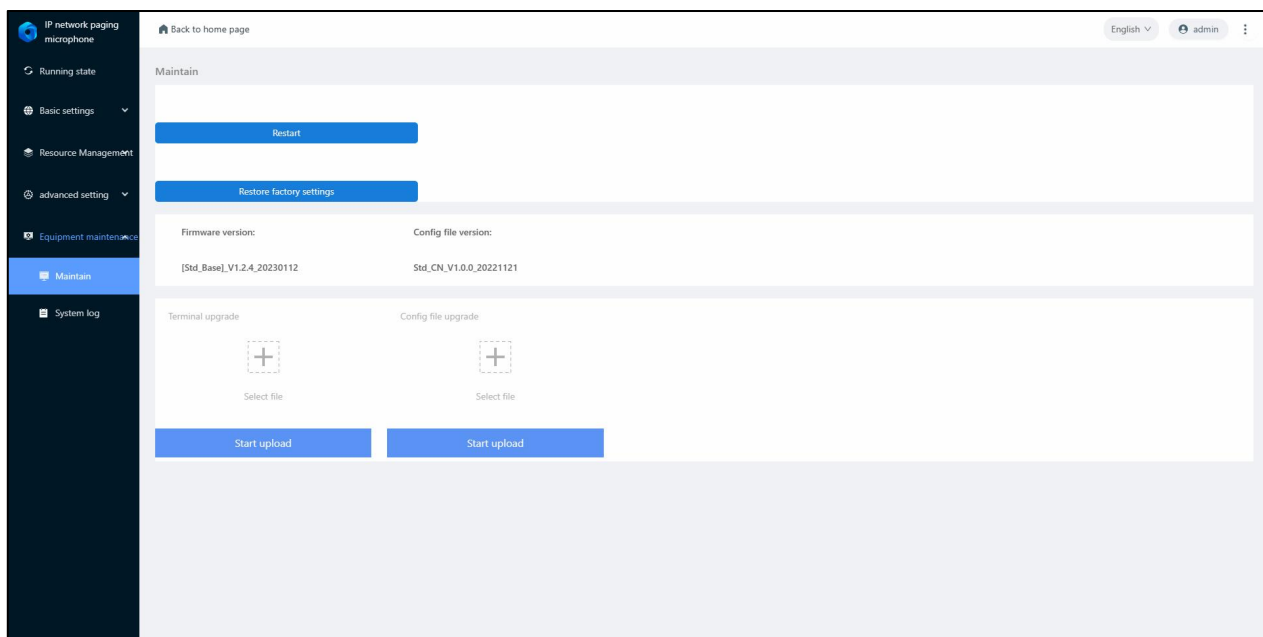 IP network paging
microphone
Back to home page
English
admin
Running state
Basic settings
Resource Management
advanced setting
Equipment maintenance
Maintain
System log
Maintain
Restart
Restore factory settings
Firmware version:
Config file version:
[Std_Base]_V1.2.4_20230112
Std_CN_V1.0.0_20221121
Terminal upgrade
Config file upgrade
Select file
Select file
Start upload
Start upload